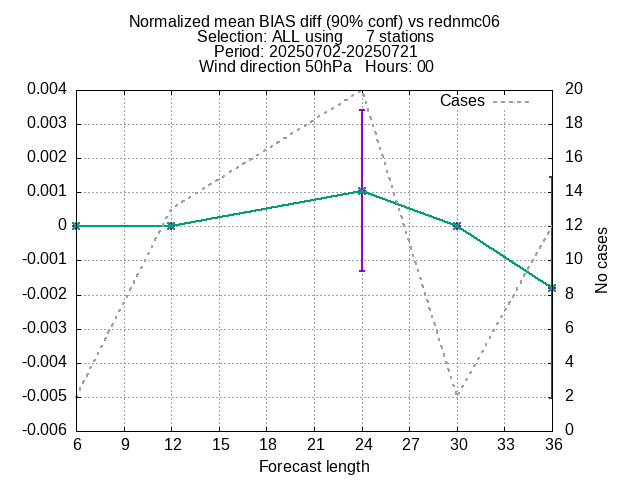 Normalized mean BIAS diff (90% conf) vs rednmc06
Selection: ALL using 7 stations
Period: 20250702-20250721
Wind direction 50hPa Hours: 00
Cases
0.004
0.003
0.002
0.001
0
-0.001
-0.002
-0.003
-0.004
-0.005
-0.006
20
18
16
14
12
10
8
6
4
2
0
No cases
6 9 12 15 18 21 24 27 30 33 36
Forecast length